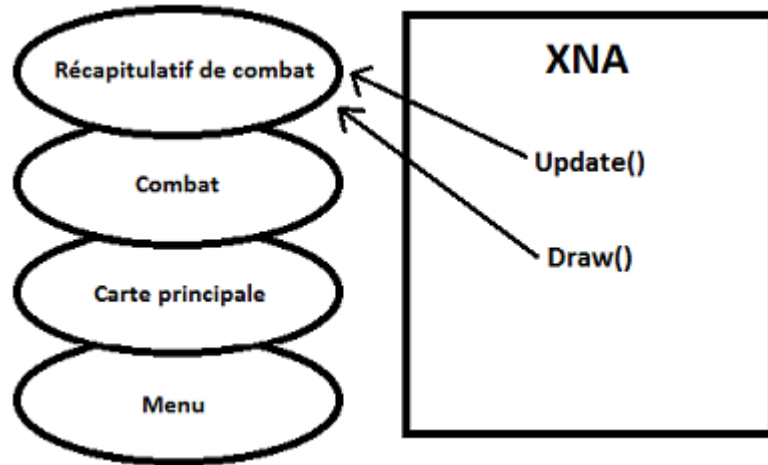 Récapitulatif de combat
Combat
Carte principale
Menu
XNA
Update()
Draw()